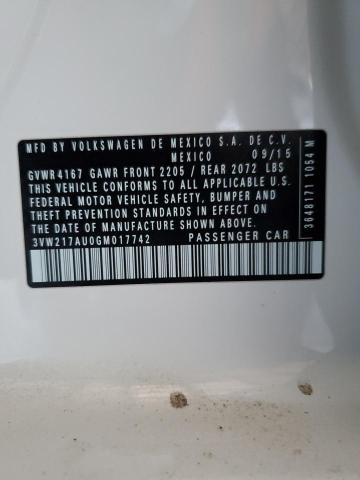 MFD BY VOLKSWAGEN DE MEXICO S.A. DE C.V.
MEXICO 09/15
GVWR4167 GAWR FRONT 2205 / REAR 2072 LBS
THIS VEHICLE CONFORMS TO ALL APPLICABLE U.S.
FEDERAL MOTOR VEHICLE SAFETY, BUMPER AND
THEFT PREVENTION STANDARDS IN EFFECT ON
THE DATE OF MANUFACTURE SHOWN ABOVE.
3VW217AU0GM017742 PASSENGER CAR
3648171 1054 M